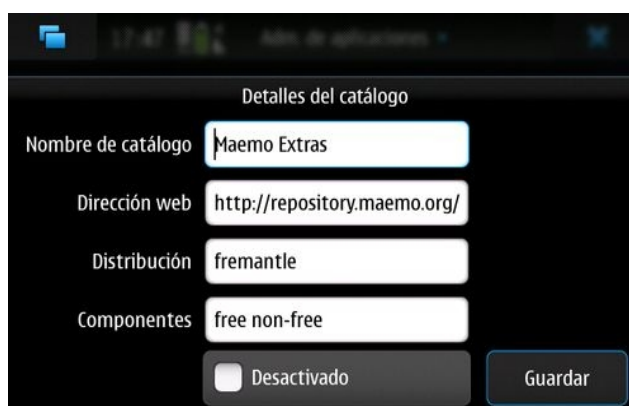 17:47 Adm. de aplicaciones
Detalles del catálogo
Nombre de catálogo Maemo Extras
Dirección web http://repository.maemo.org/
Distribución fremantle
Componentes free non-free
Desactivado Guardar